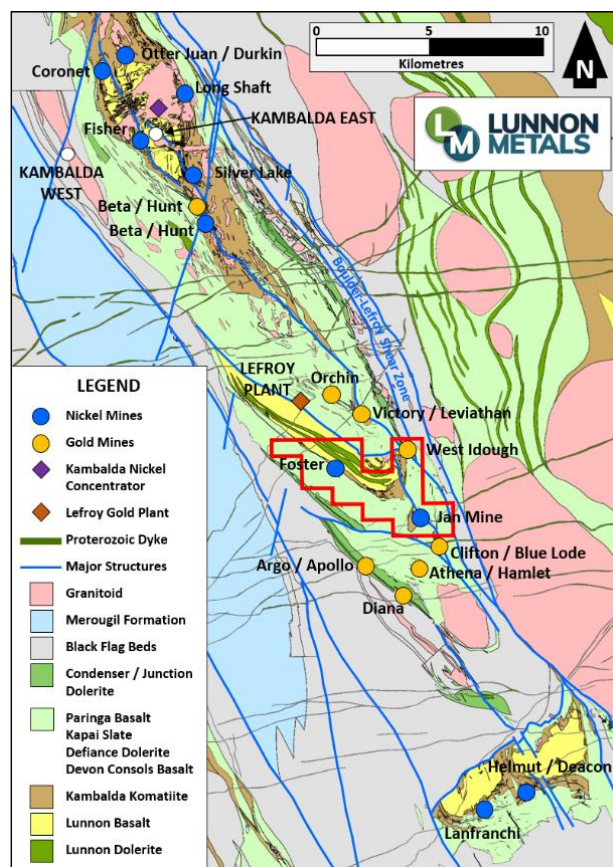 0 5 10
Kilometres
N
LM LUNNON
METALS
Otter Juan / Durkin
Coronet
Long Shaft
KAMBALDA EAST
Fisher
KAMBALDA
WEST
Silver Lake
Beta / Hunt
Beta / Hunt
Boulder-Lefroy Shear Zone
LEFROY
PLANT
Orchin
Victory / Leviathan
West Idough
Foster
Jan Mine
Clifton / Blue Lode
Argo / Apollo
Athena / Hamlet
Diana
Helmut / Deacon
Lanfranchi
LEGEND
Nickel Mines
Gold Mines
Kambalda Nickel
Concentrator
Lefroy Gold Plant
Proterozoic Dyke
Major Structures
Granitoid
Merougil Formation
Black Flag Beds
Condenser / Junction
Dolerite
Paringa Basalt
Kapai Slate
Defiance Dolerite
Devon Consols Basalt
Kambalda Komatiite
Lunnon Basalt
Lunnon Dolerite